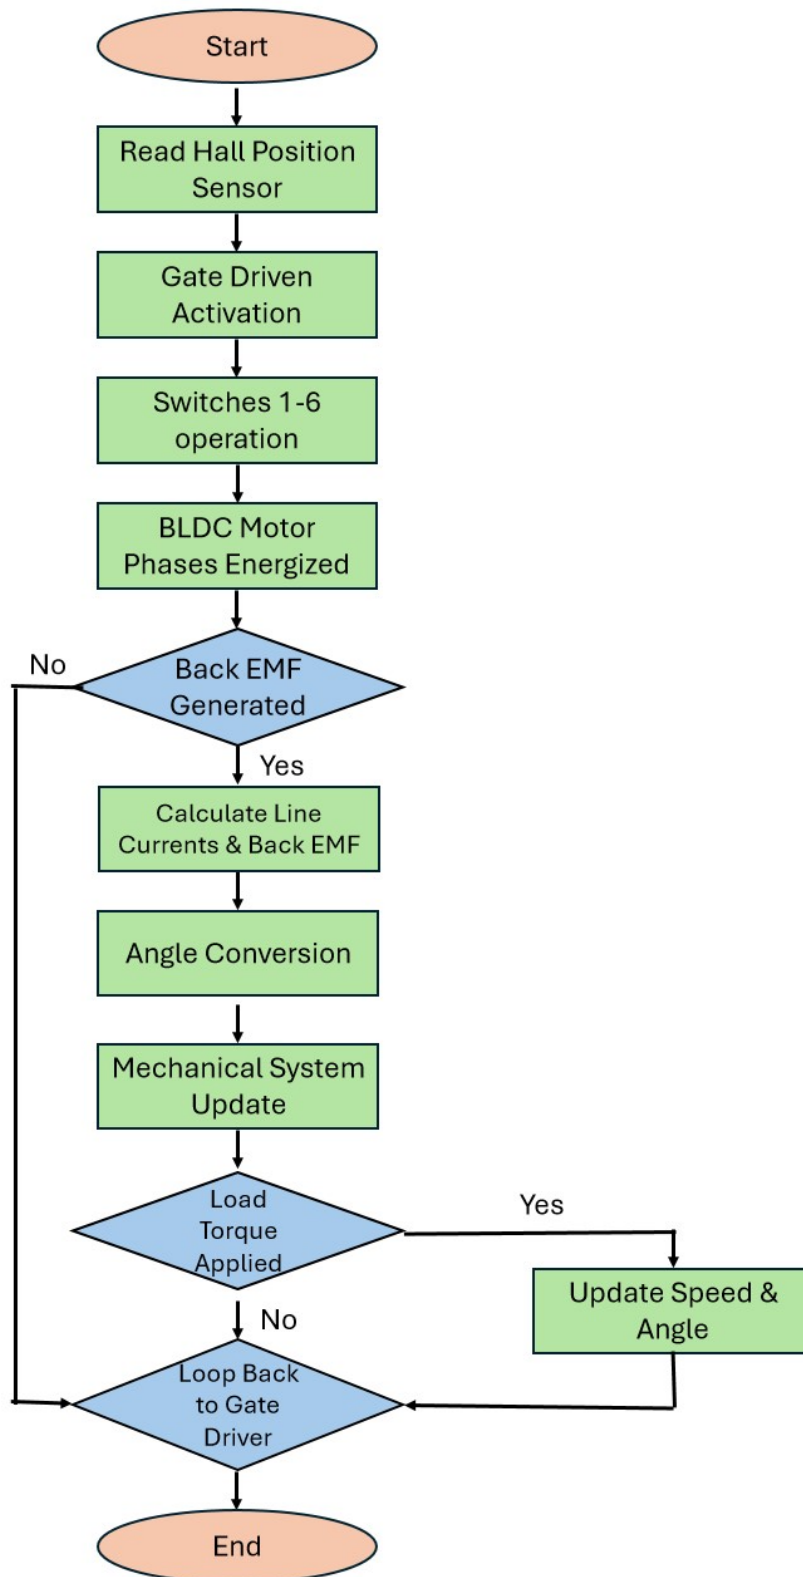 Start
Read Hall Position
Sensor
Gate Driven
Activation
Switches 1-6
operation
BLDC Motor
Phases Energized
No
Back EMF
Generated
Yes
Calculate Line
Currents & Back EMF
Angle Conversion
Mechanical System
Update
Load
Torque
Applied
Yes
Update Speed &
Angle
No
Loop Back
to Gate
Driver
End